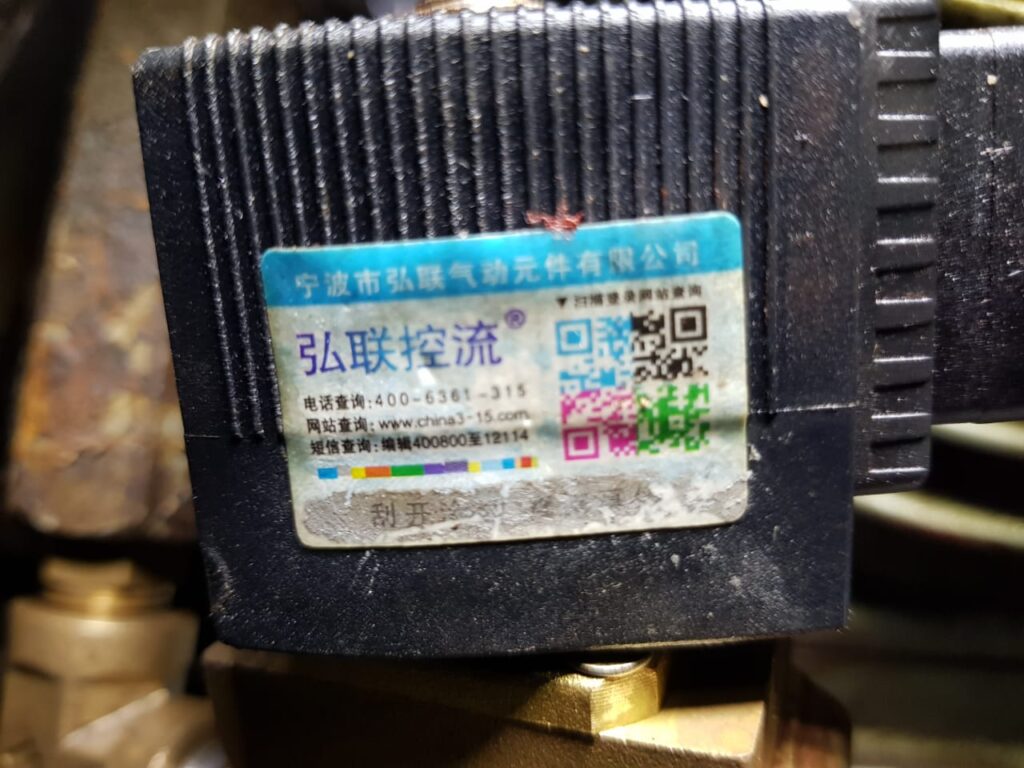 宁波市弘联气动元件有限公司
▼扫描登录网站查询
弘联控流®
电话查询:400-6361-315
网站查询:www.china3-15.com
短信查询:编辑400800至12114
刮开